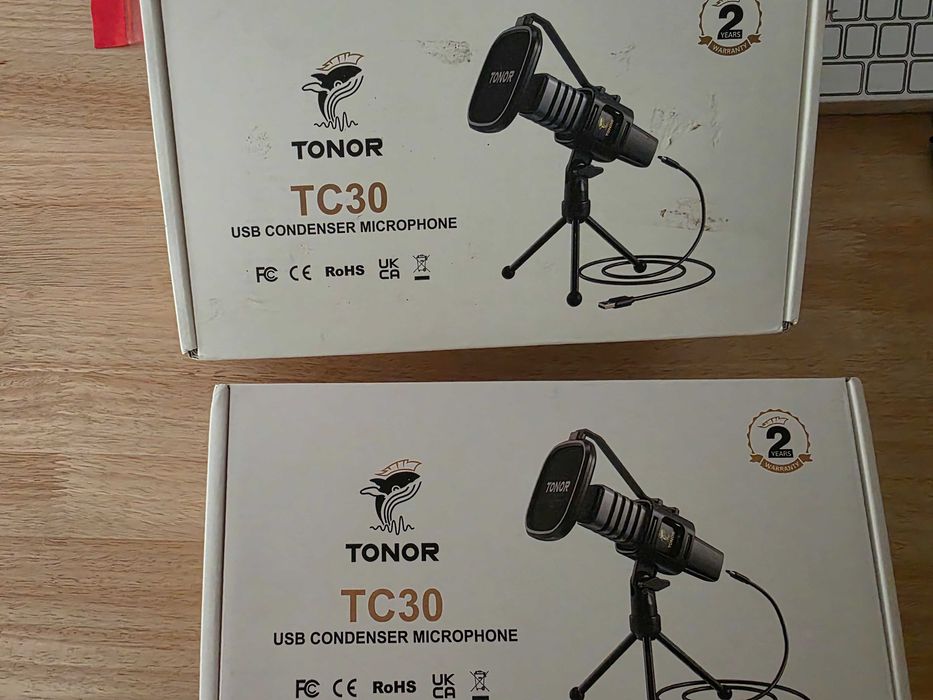 2
YEARS
WARRANTY
TONOR
TONOR
TC30
USB CONDENSER MICROPHONE
FC CE RoHS UK CA
2
YEARS
WARRANTY
TONOR
TONOR
TC30
USB CONDENSER MICROPHONE
FC CE RoHS UK CA